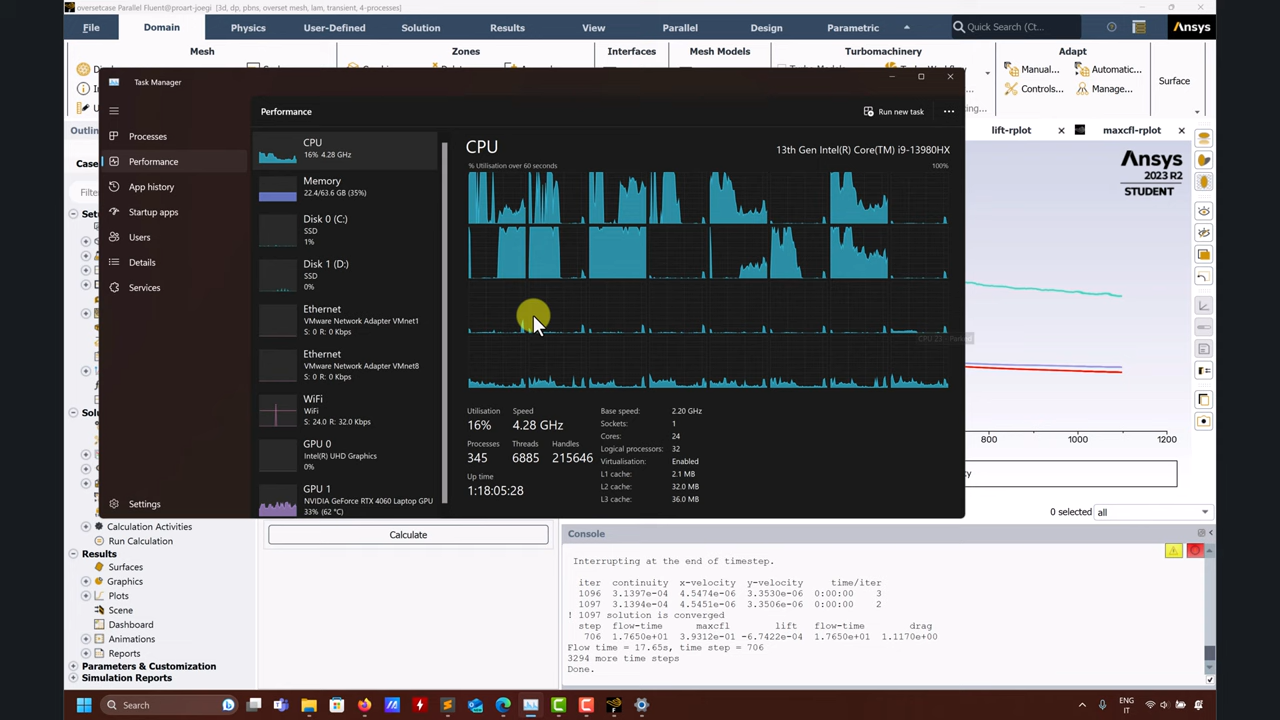 oversetcase Parallel Fluent@proart-joegi [3d, dp, pbns, overset mesh, lam, transient, 4-processes]
File
Domain
Physics
User-Defined
Solution
Results
View
Parallel
Design
Parametric
Quick Search (Ct...
Ansys
Mesh
Zones
Interfaces
Mesh Models
Turbomachinery
Adapt
Manual...
Automatic...
Controls...
Manage...
Surface
Task Manager
Processes
Performance
App history
Startup apps
Users
Details
Services
Settings
Performance
Run new task
CPU
16% 4.28 GHz
Memory
22.4/63.6 GB (35%)
Disk 0 (C:)
SSD
1%
Disk 1 (D:)
SSD
0%
Ethernet
VMware Network Adapter VMnet1
S: 0 R: 0 Kbps
Ethernet
VMware Network Adapter VMnet8
S: 0 R: 0 Kbps
WiFi
WiFi
S: 24.0 R: 32.0 Kbps
GPU 0
Intel(R) UHD Graphics
0%
GPU 1
NVIDIA GeForce RTX 4060 Laptop GPU
33% (62 °C)
CPU
13th Gen Intel(R) Core(TM) i9-13980HX
% Utilisation over 60 seconds
100%
CPU 23 - Parked
Utilisation
Speed
16%
4.28 GHz
Processes
Threads
Handles
345
6885
215646
Up time
1:18:05:28
Base speed: 2.20 GHz
Sockets: 1
Cores: 24
Logical processors: 32
Virtualisation: Enabled
L1 cache: 2.1 MB
L2 cache: 32.0 MB
L3 cache: 36.0 MB
lift-rplot
maxcfl-rplot
Ansys
2023 R2
STUDENT
800
1000
1200
0 selected
all
Calculation Activities
Run Calculation
Results
Surfaces
Graphics
Plots
Scene
Dashboard
Animations
Reports
Parameters & Customization
Simulation Reports
Calculate
Console
Interrupting at the end of timestep.
iter continuity x-velocity y-velocity time/iter
1096 3.1397e-04 4.5474e-06 3.3530e-06 0:00:00 3
1097 3.1394e-04 4.5451e-06 3.3506e-06 0:00:00 2
! 1097 solution is converged
step flow-time maxcfl lift flow-time drag
706 1.7650e+01 3.9312e-01 -6.7422e-04 1.7650e+01 1.1170e+00
Flow time = 17.65s, time step = 706
3294 more time steps
Done.
Search
ENG
IT